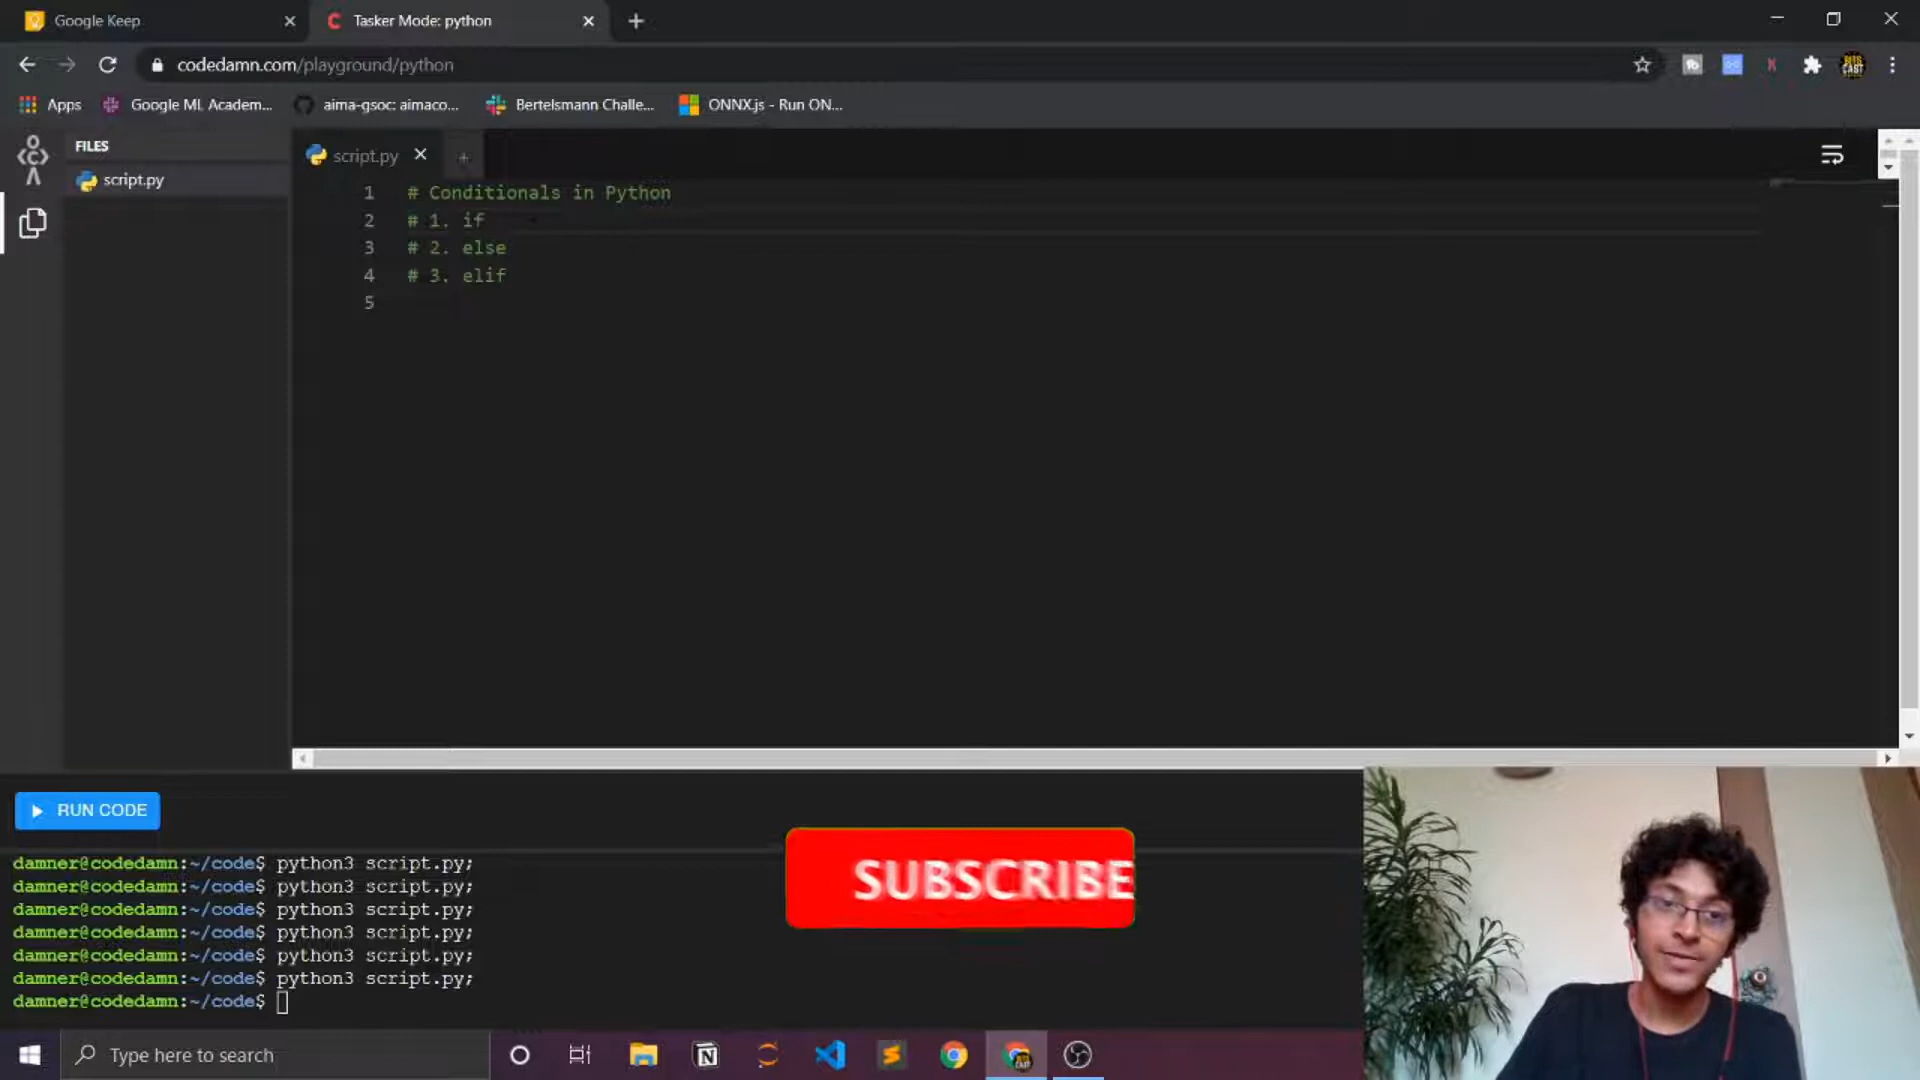 Google Keep
Tasker Mode: python
codedamn.com/playground/python
Apps
Google ML Academ...
aima-gsoc: aimaco...
Bertelsmann Challe...
ONNX.js - Run ON...
FILES
script.py
script.py
1 # Conditionals in Python
2 # 1. if
3 # 2. else
4 # 3. elif
5
RUN CODE
SUBSCRIBE
damner@codedamn:~/code$ python3 script.py;
damner@codedamn:~/code$ python3 script.py;
damner@codedamn:~/code$ python3 script.py;
damner@codedamn:~/code$ python3 script.py;
damner@codedamn:~/code$ python3 script.py;
damner@codedamn:~/code$ python3 script.py;
damner@codedamn:~/code$
Type here to search